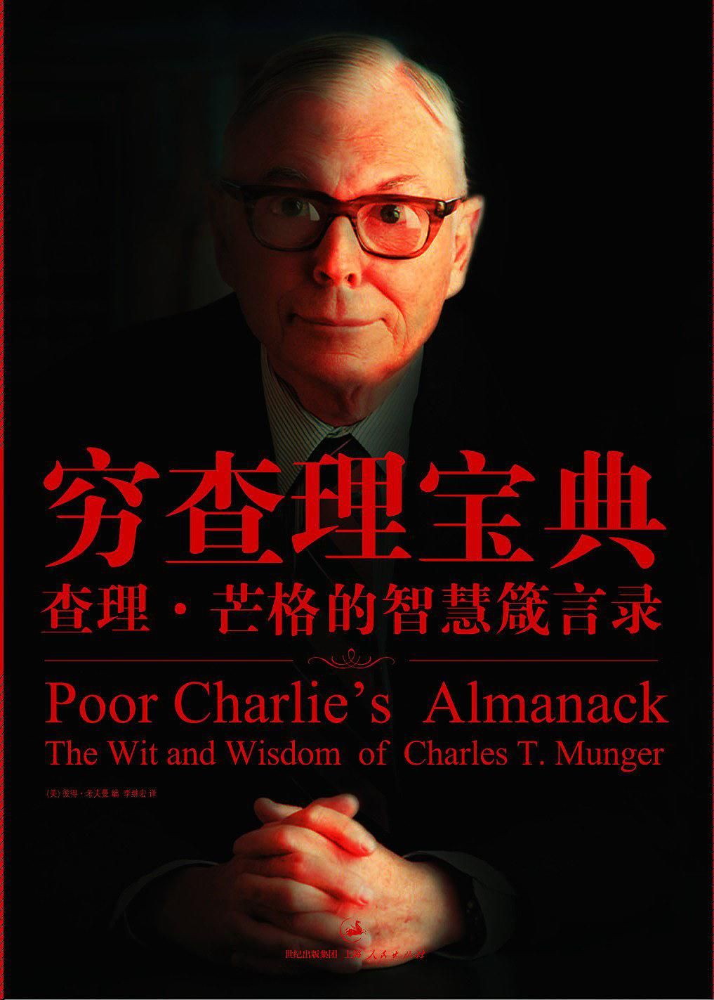 穷查理宝典
查理·芒格的智慧箴言录
Poor Charlie's Almanack
The Wit and Wisdom of Charles T. Munger
(美) 彼得·考夫曼 编 李继宏 译
世纪出版集团 上海人民出版社